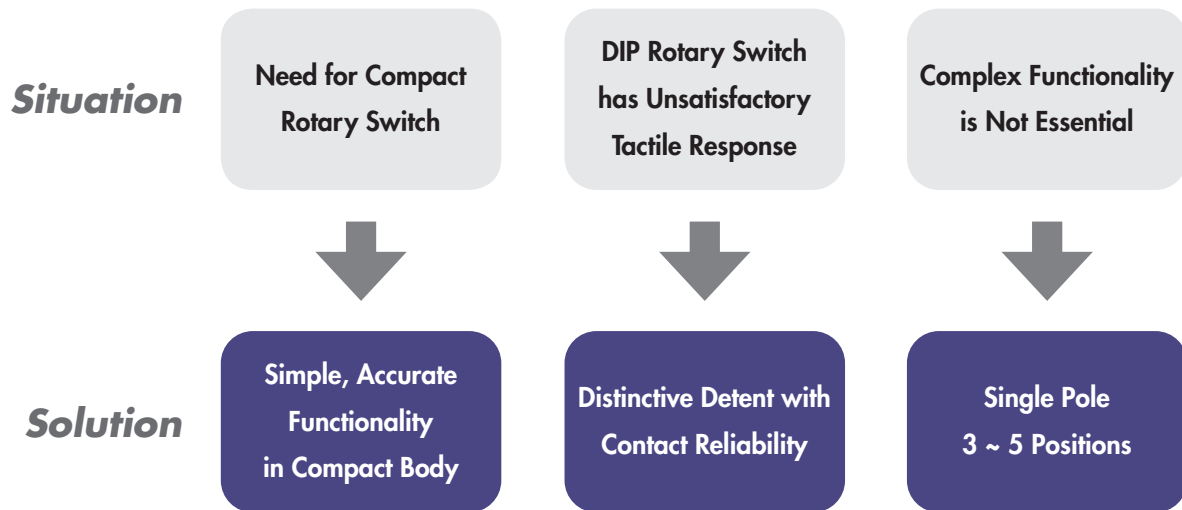 Situation
Need for Compact
Rotary Switch
DIP Rotary Switch
has Unsatisfactory
Tactile Response
Complex Functionality
is Not Essential
Solution
Simple, Accurate
Functionality
in Compact Body
Distinctive Detent with
Contact Reliability
Single Pole
3 ~ 5 Positions